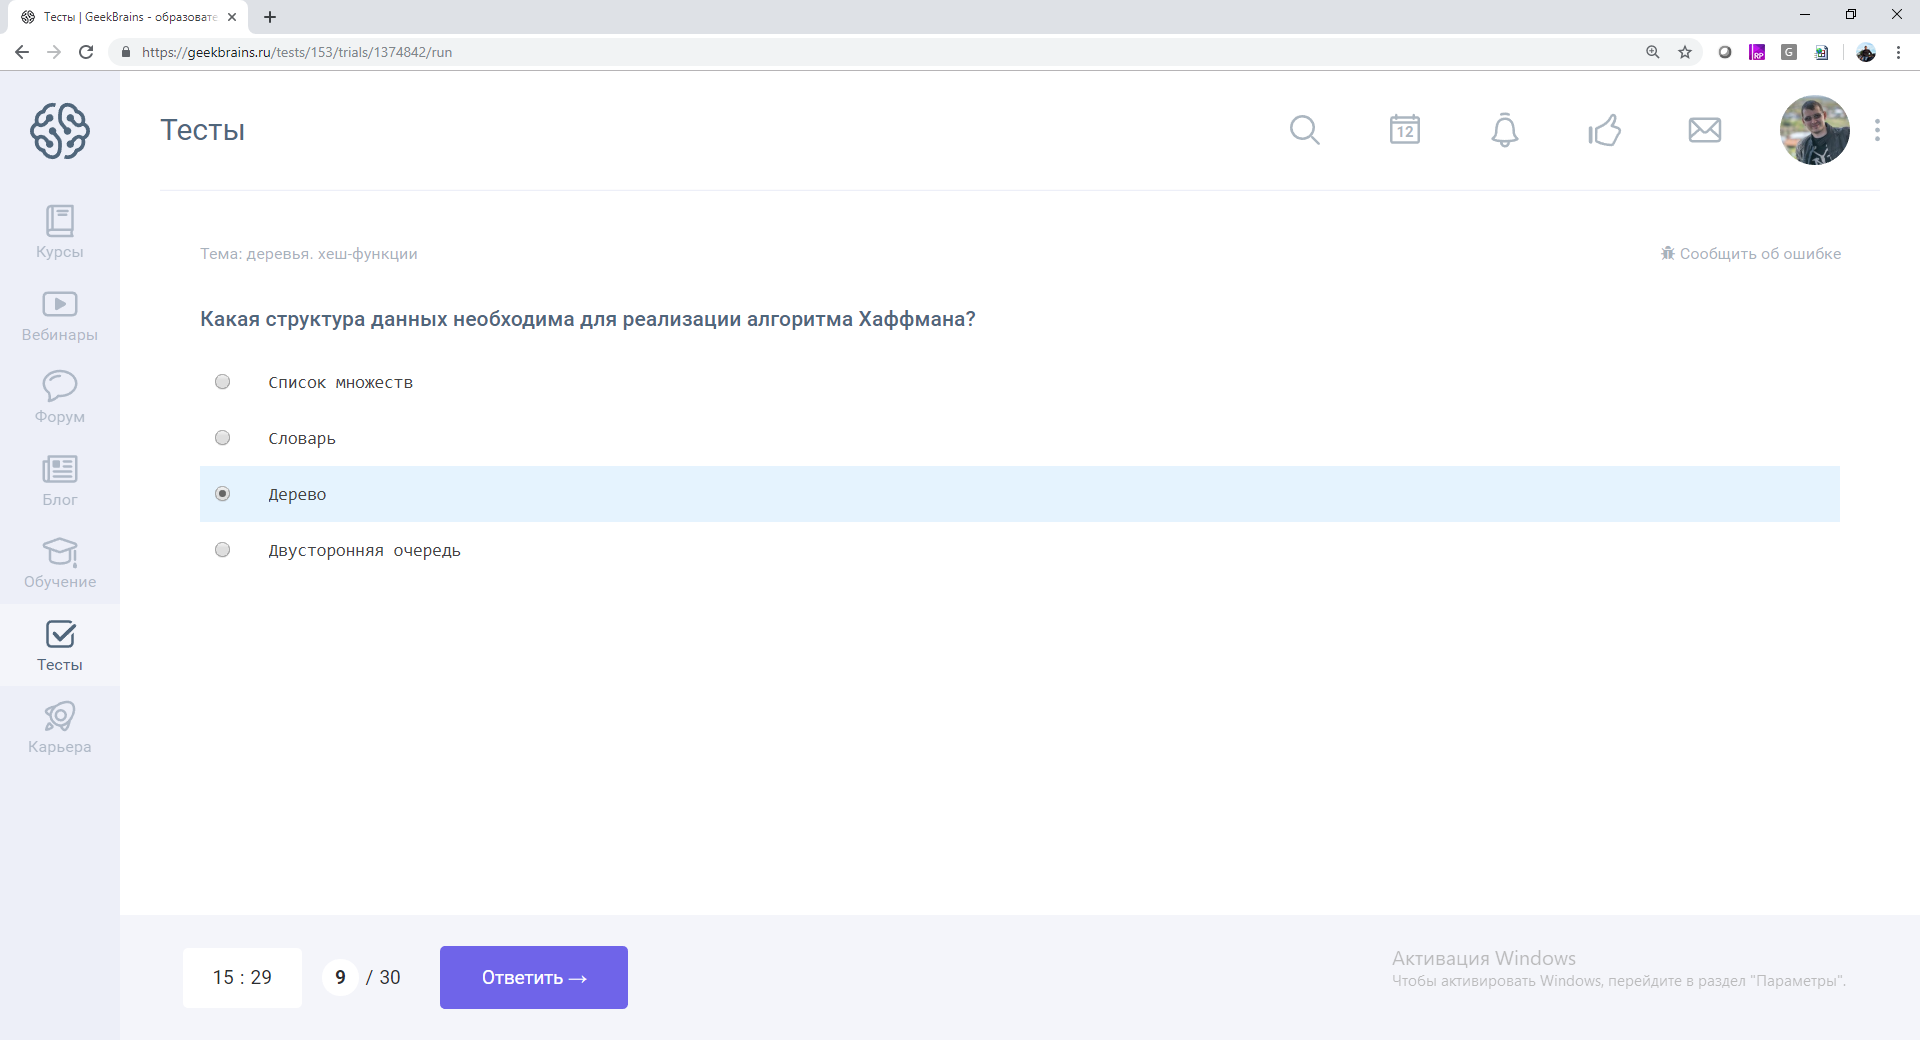 Тесты | GeekBrains - образовате
https://geekbrains.ru/tests/153/trials/1374842/run
RP
G
Тесты
12
Курсы
Вебинары
Форум
Блог
Обучение
Тесты
Карьера
Тема: деревья. хеш-функции
Сообщить об ошибке
Какая структура данных необходима для реализации алгоритма Хаффмана?
Список множеств
Словарь
Дерево
Двусторонняя очередь
15 : 29
9 / 30
Ответить →
Активация Windows
Чтобы активировать Windows, перейдите в раздел "Параметры".